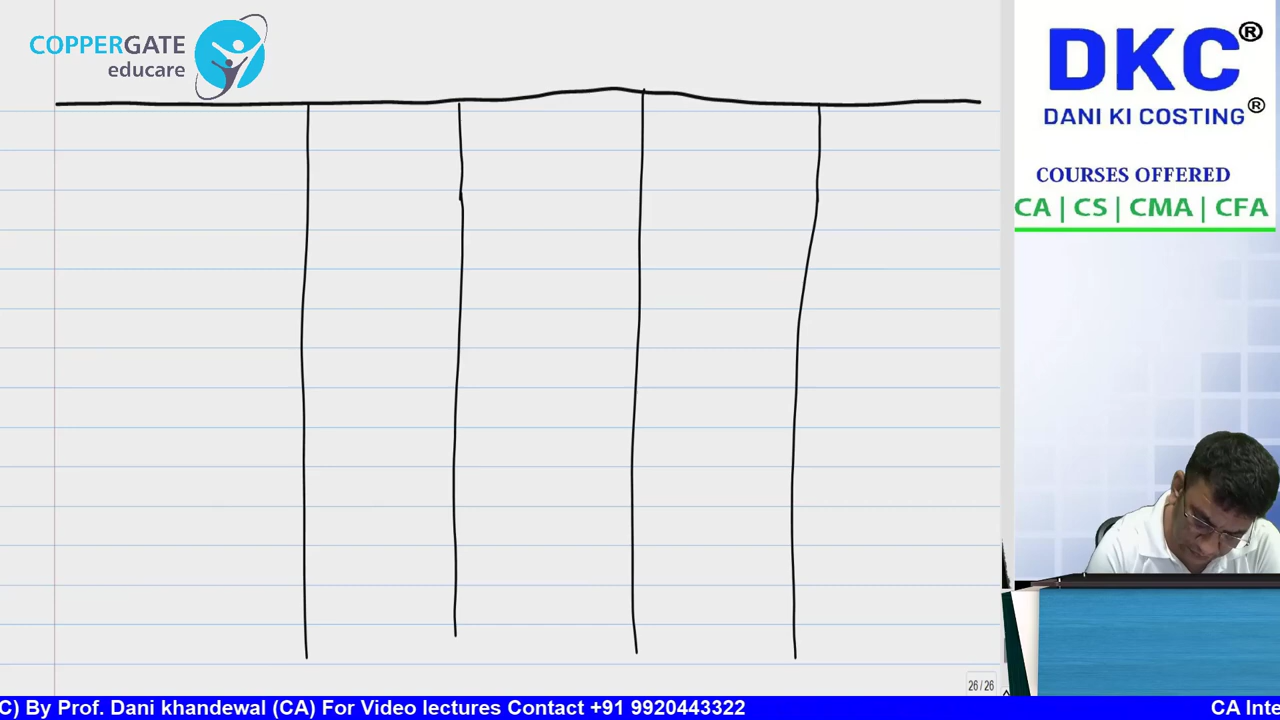 COPPERGATE
educare
DKC®
DANI KI COSTING®
COURSES OFFERED
CA | CS | CMA | CFA
26 / 26
C) By Prof. Dani khandewal (CA) For Video lectures Contact +91 9920443322
CA Inte